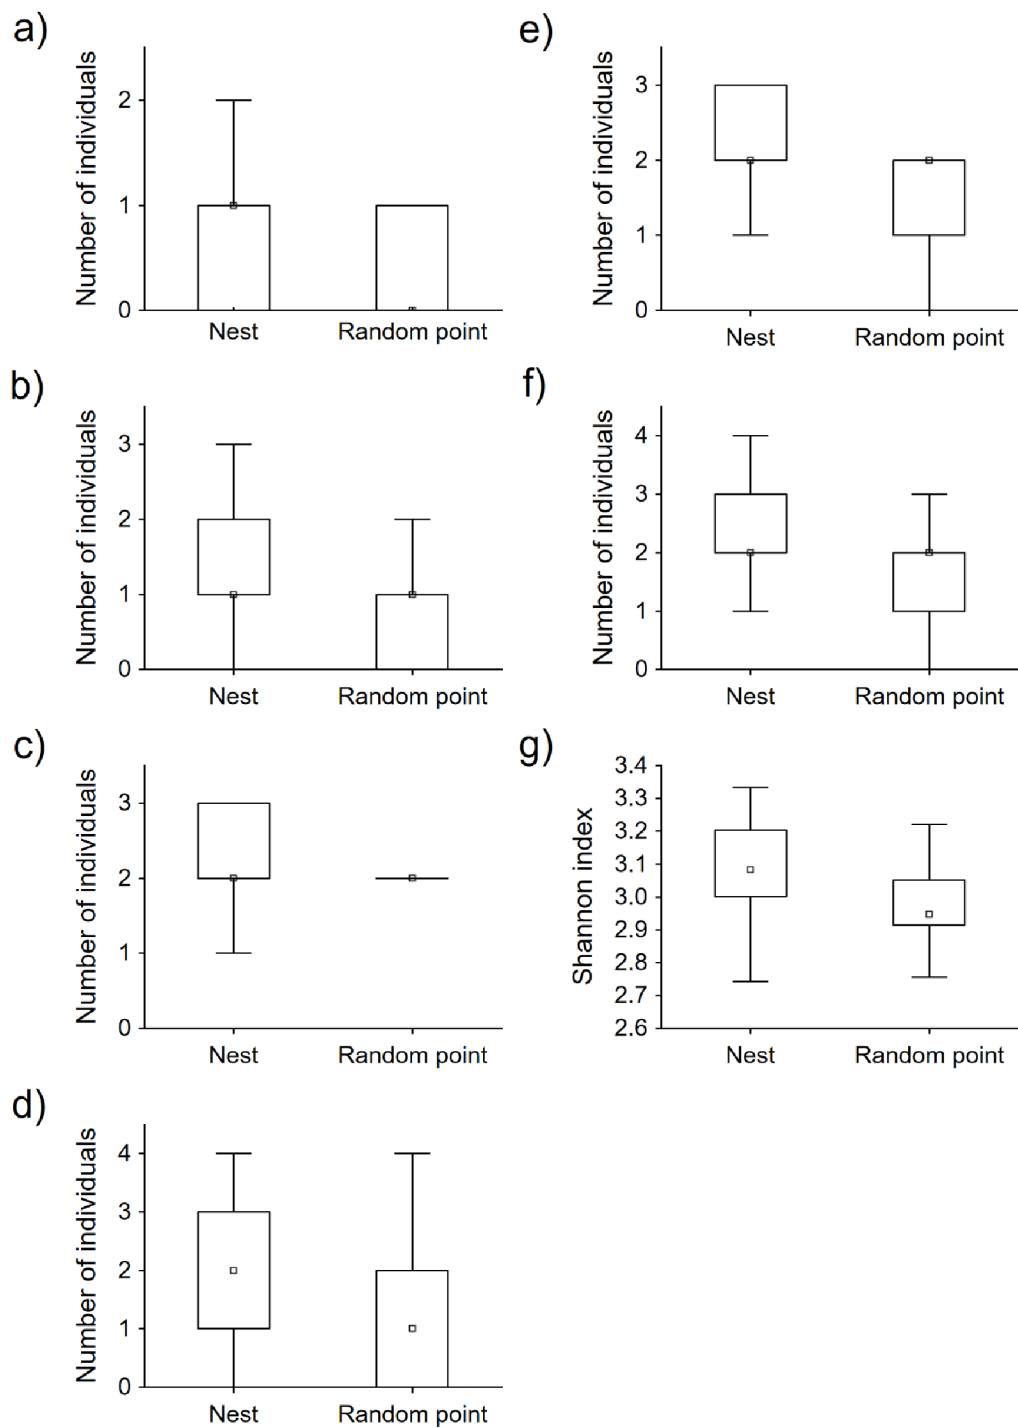 a)
Number of individuals
2
1
0
Nest Random point
b)
Number of individuals
3
2
1
0
Nest Random point
c)
Number of individuals
3
2
1
0
Nest Random point
d)
Number of individuals
4
3
2
1
0
Nest Random point
e)
Number of individuals
3
2
1
0
Nest Random point
f)
Number of individuals
4
3
2
1
0
Nest Random point
g)
Shannon index
3.4
3.3
3.2
3.1
3.0
2.9
2.8
2.7
2.6
Nest Random point